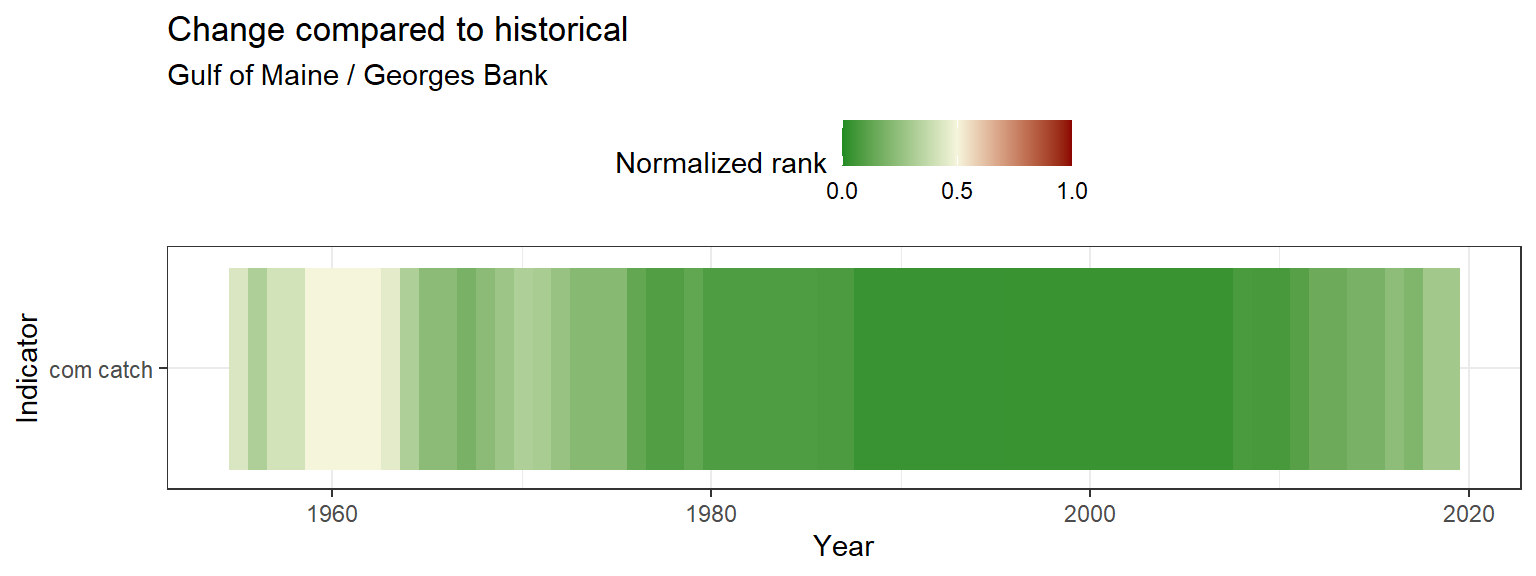 Change compared to historical
Gulf of Maine / Georges Bank
Normalized rank
0.0 0.5 1.0
Indicator
com catch
1960 1980 2000 2020
Year